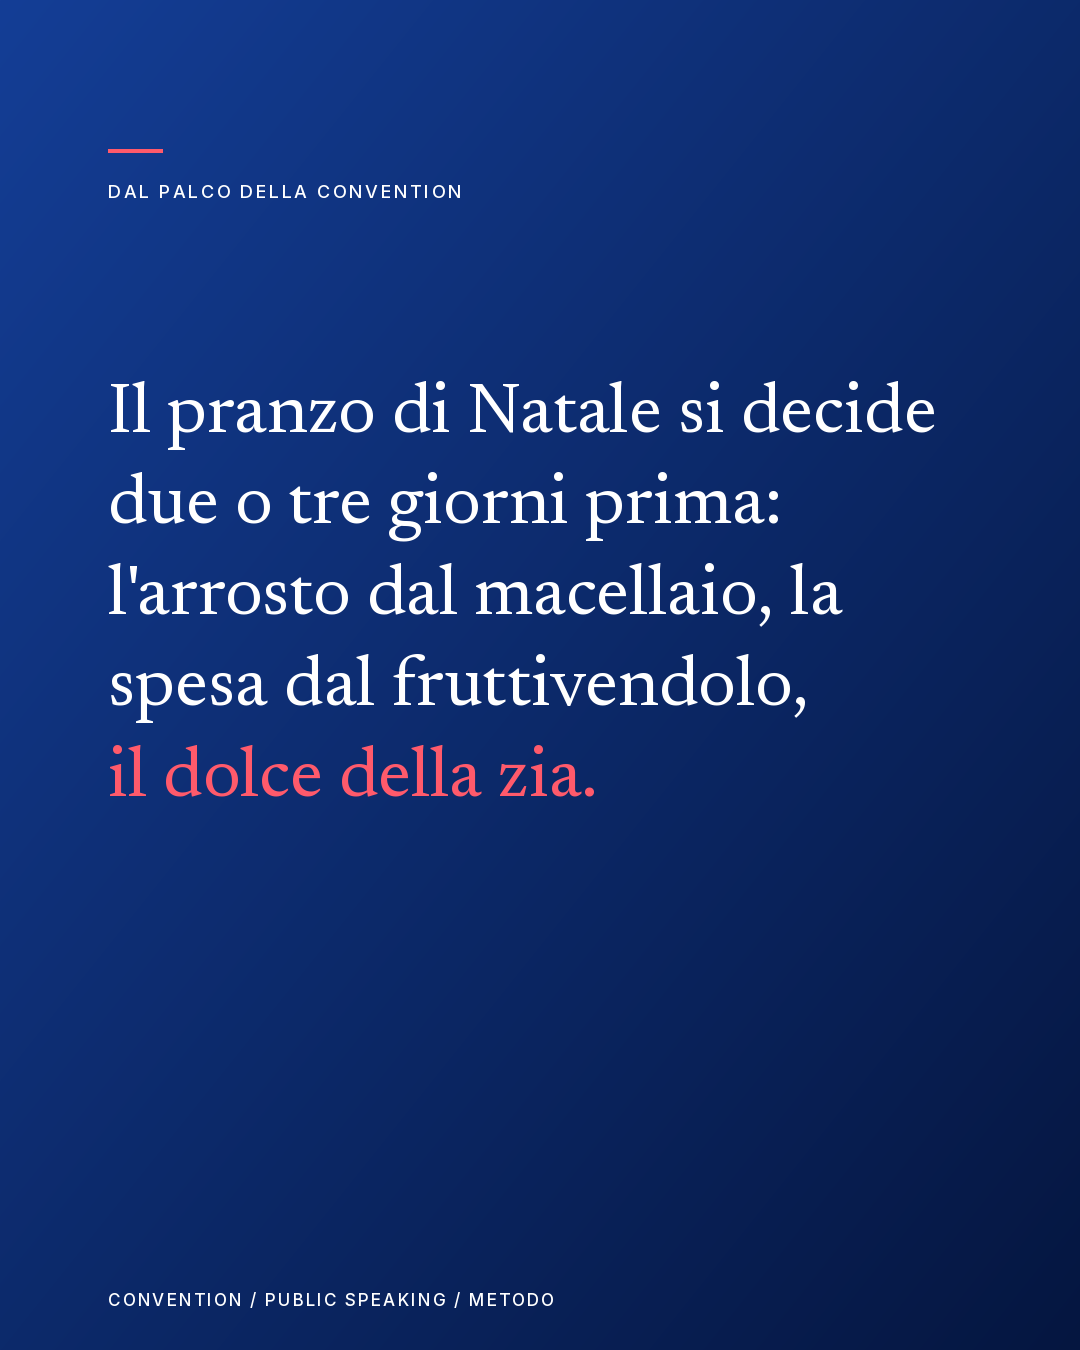 DAL PALCO DELLA CONVENTION
Il pranzo di Natale si decide
due o tre giorni prima:
l'arrosto dal macellaio, la
spesa dal fruttivendolo,
il dolce della zia.
CONVENTION / PUBLIC SPEAKING / METODO